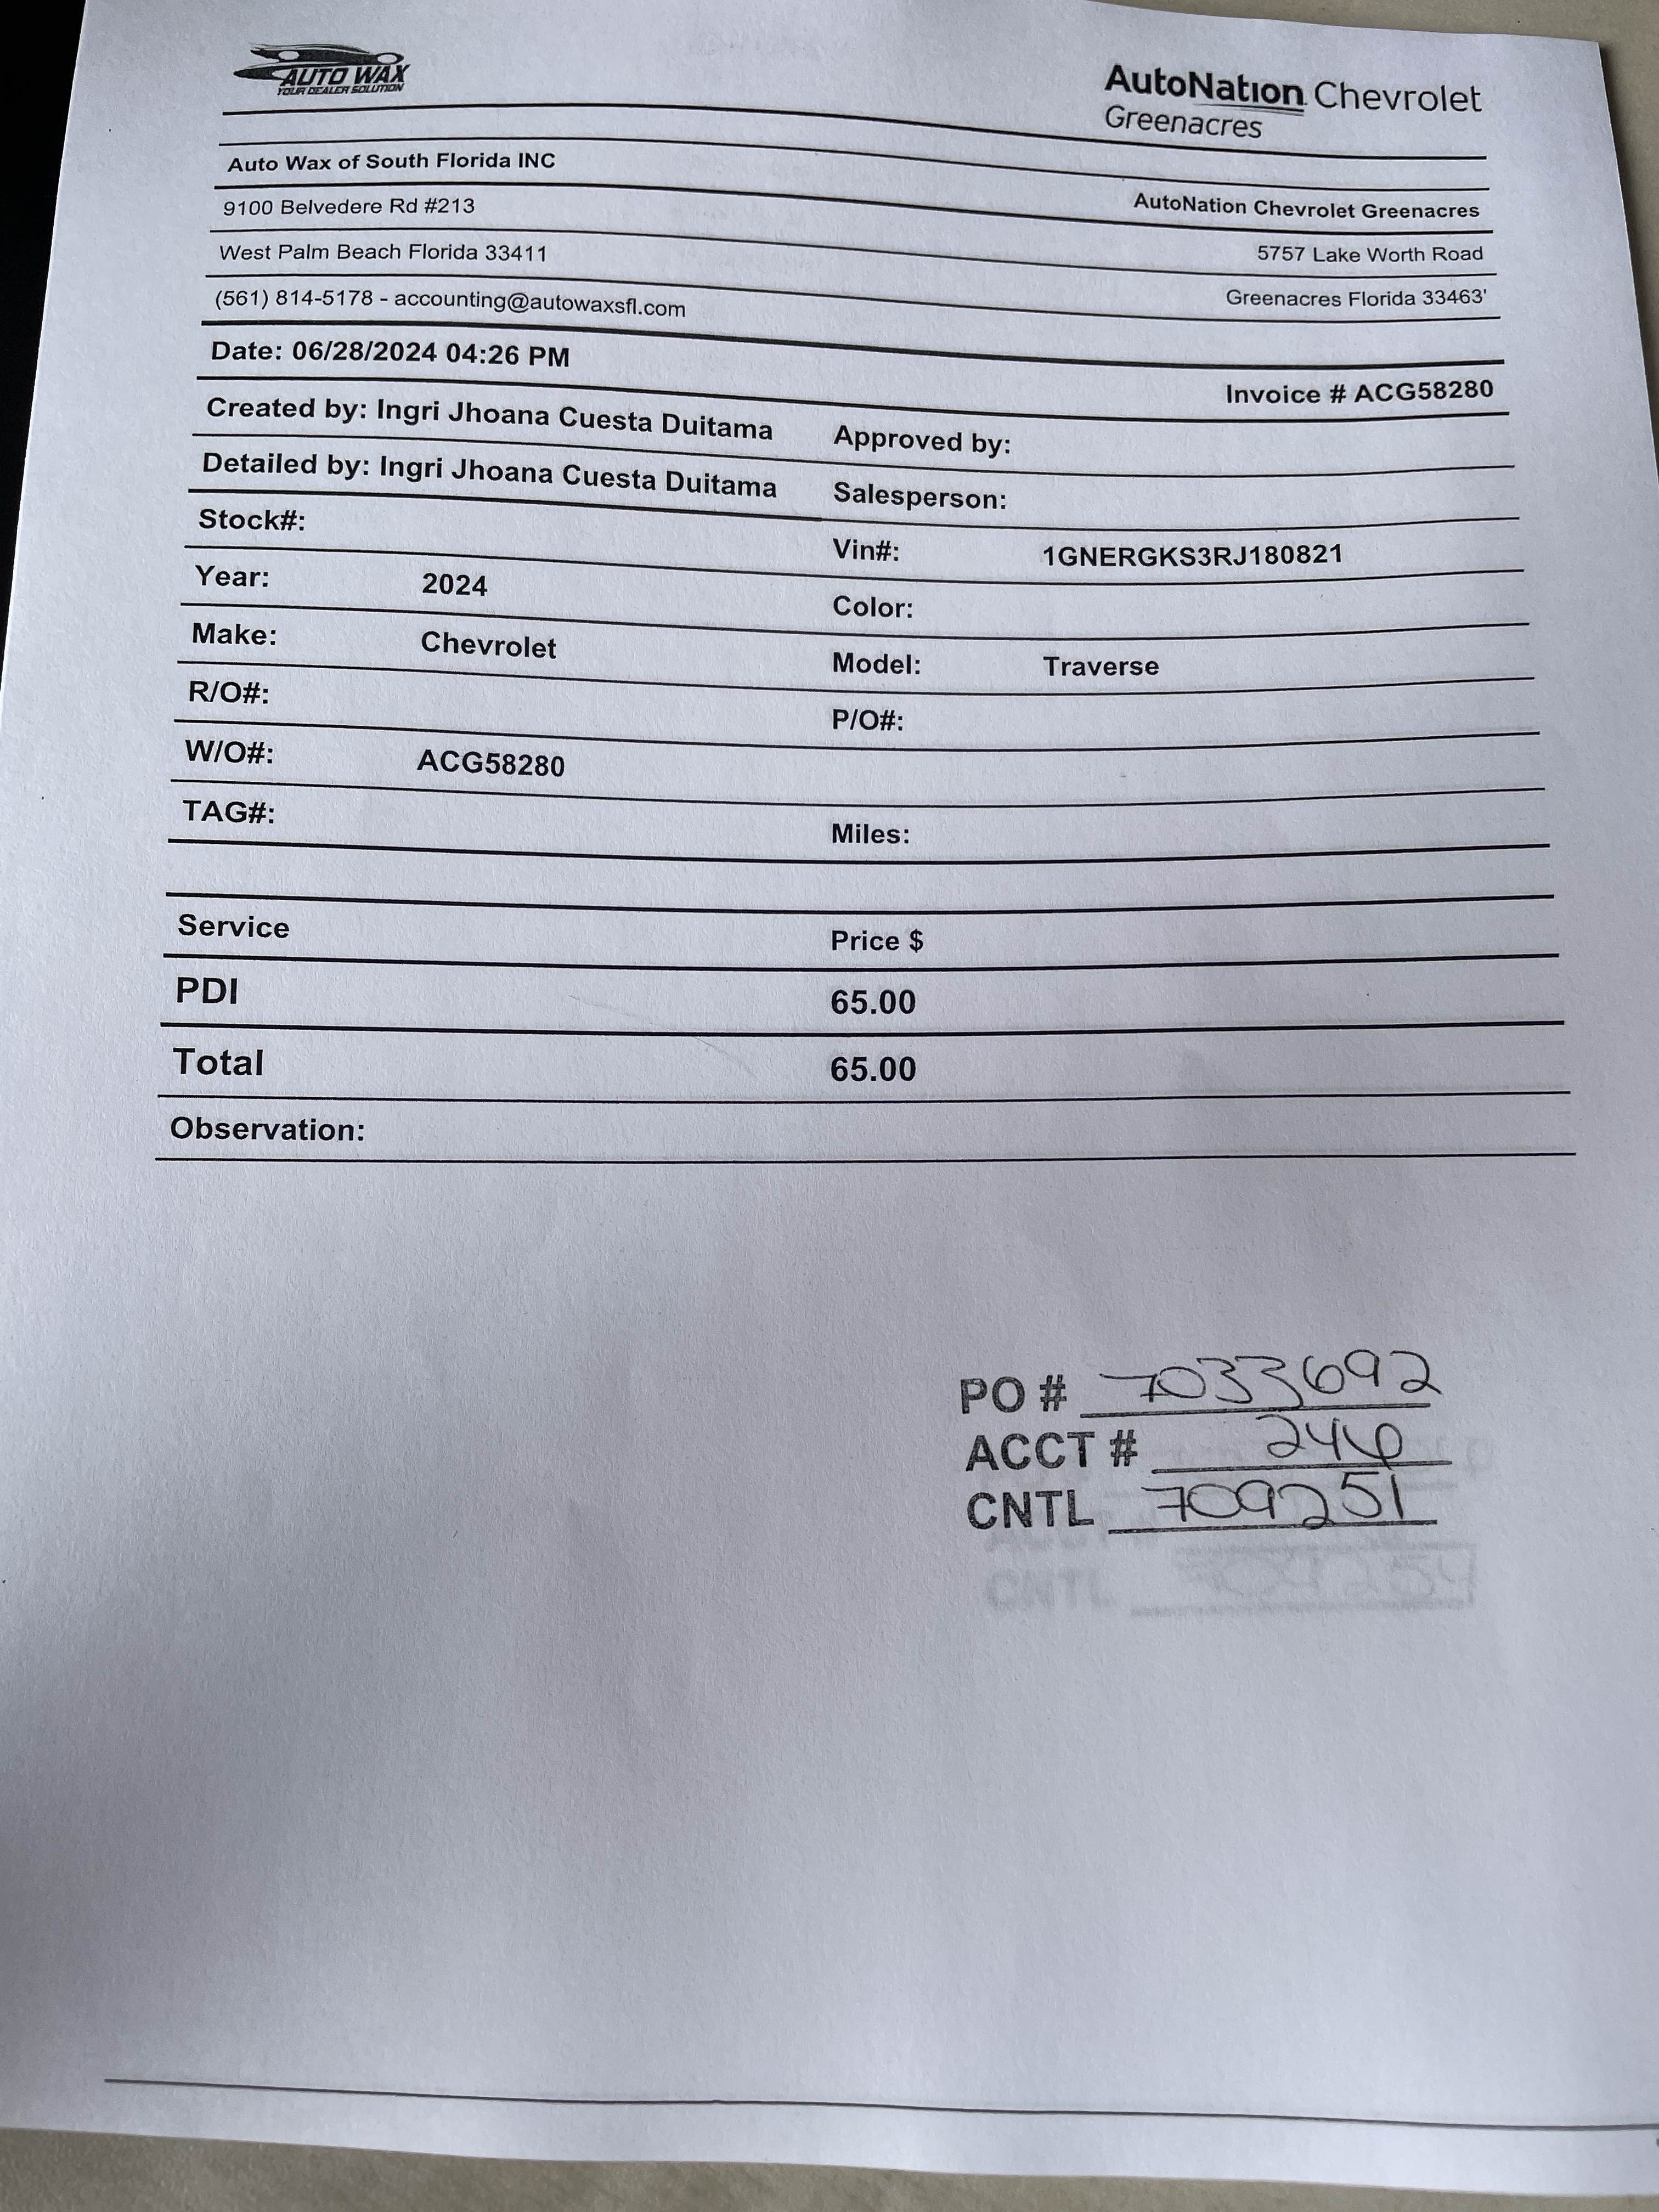 AUTO WAX
YOUR DEALER SOLUTION
AutoNation Chevrolet
Greenacres
Auto Wax of South Florida INC
AutoNation Chevrolet Greenacres
9100 Belvedere Rd #213
5757 Lake Worth Road
West Palm Beach Florida 33411
Greenacres Florida 33463'
(561) 814-5178 - accounting@autowaxsfl.com
Date: 06/28/2024 04:26 PM
Invoice # ACG58280
Created by: Ingri Jhoana Cuesta Duitama
Approved by:
Detailed by: Ingri Jhoana Cuesta Duitama
Salesperson:
Stock#:
Vin#: 1GNERGKS3RJ180821
Year: 2024
Color:
Make: Chevrolet
Model: Traverse
R/O#:
P/O#:
W/O#: ACG58280
TAG#:
Miles:
Service Price $
PDI 65.00
Total 65.00
Observation:
PO # 7033692
ACCT # 246
CNTL 709251